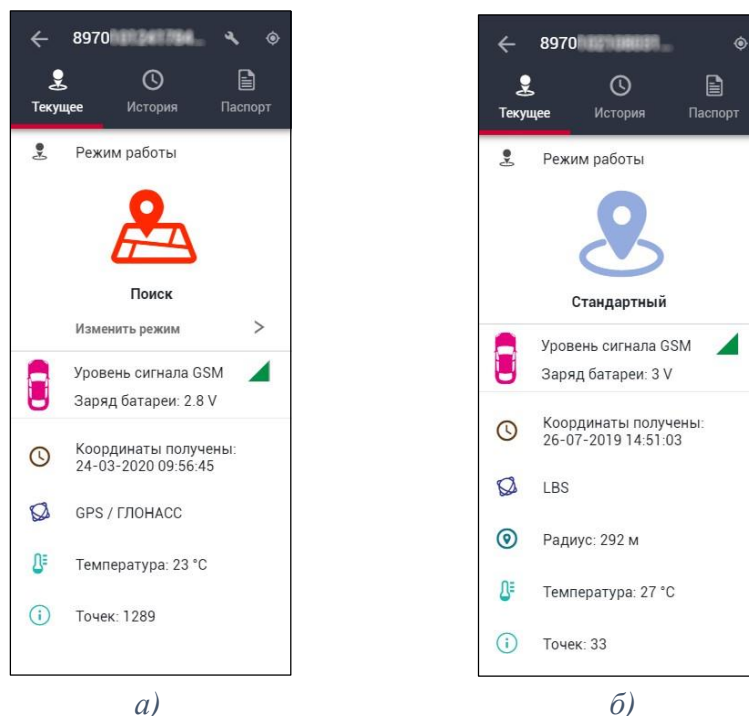 8970
Текущее
История
Паспорт
Режим работы
Поиск
Изменить режим
Уровень сигнала GSM
Заряд батареи: 2.8 V
Координаты получены:
24-03-2020 09:56:45
GPS / ГЛОНАСС
Температура: 23 °C
Точек: 1289
а)
8970
Текущее
История
Паспорт
Режим работы
Стандартный
Уровень сигнала GSM
Заряд батареи: 3 V
Координаты получены:
26-07-2019 14:51:03
LBS
Радиус: 292 м
Температура: 27 °C
Точек: 33
б)